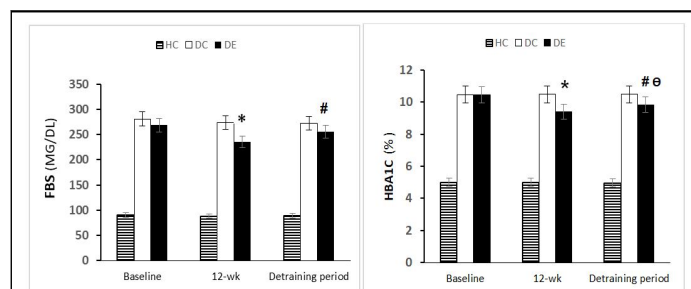 HC DC DE
FBS (MG/DL)
350
300
250
200
150
100
50
0
*
#
Baseline 12-wk Detraining period
HC DC DE
HBA1C (%)
12
10
8
6
4
2
0
*
# ɵ
Baseline 12-wk Detraining period